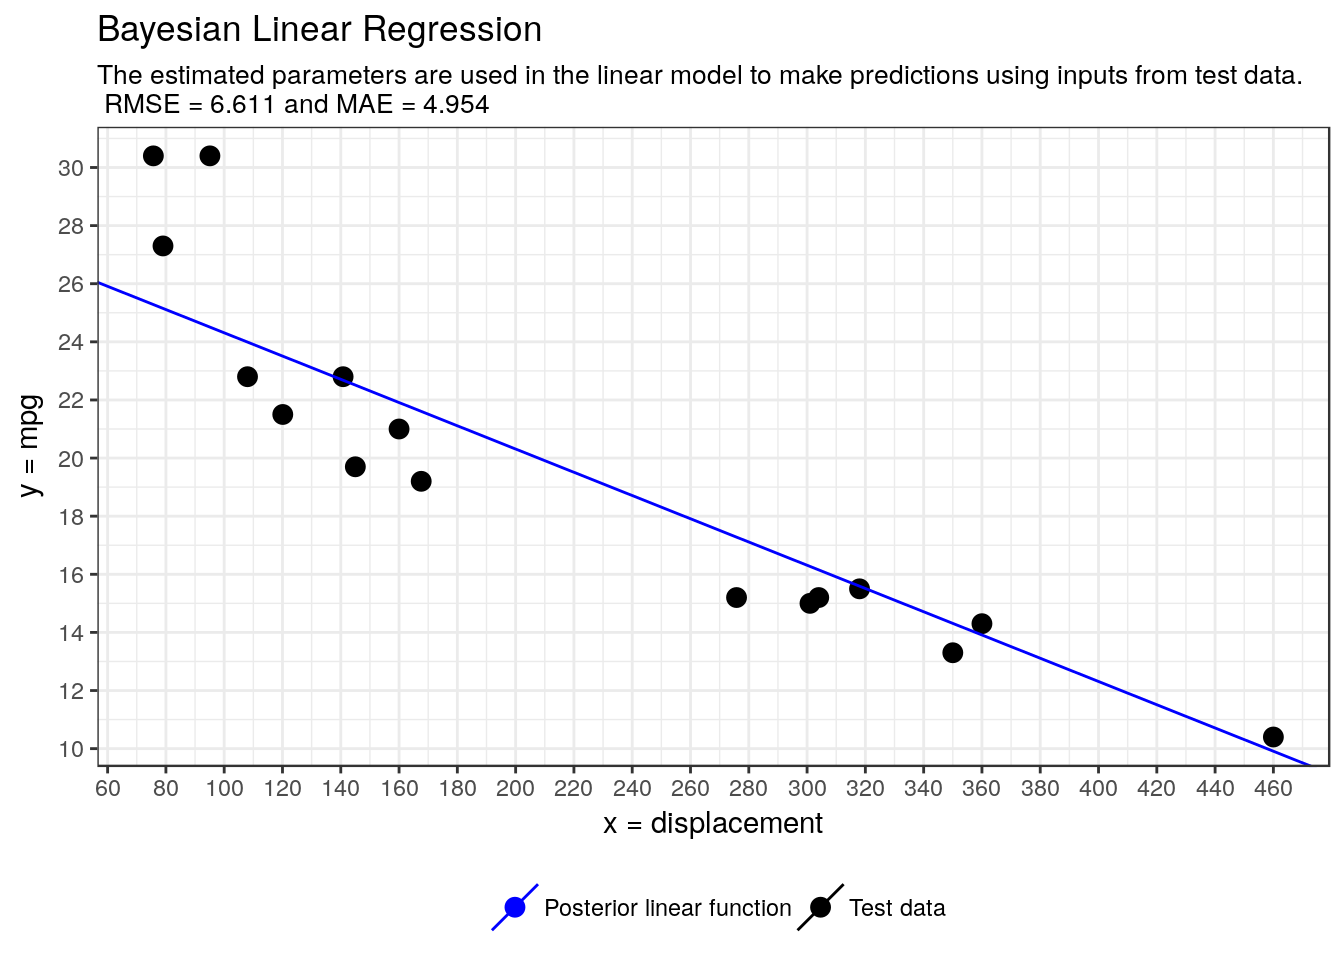 Bayesian Linear Regression
The estimated parameters are used in the linear model to make predictions using inputs from test data.
RMSE = 6.611 and MAE = 4.954
30
28
26
24
22
20
18
16
14
12
10
y = mpg
60 80 100 120 140 160 180 200 220 240 260 280 300 320 340 360 380 400 420 440 460
x = displacement
Posterior linear function Test data